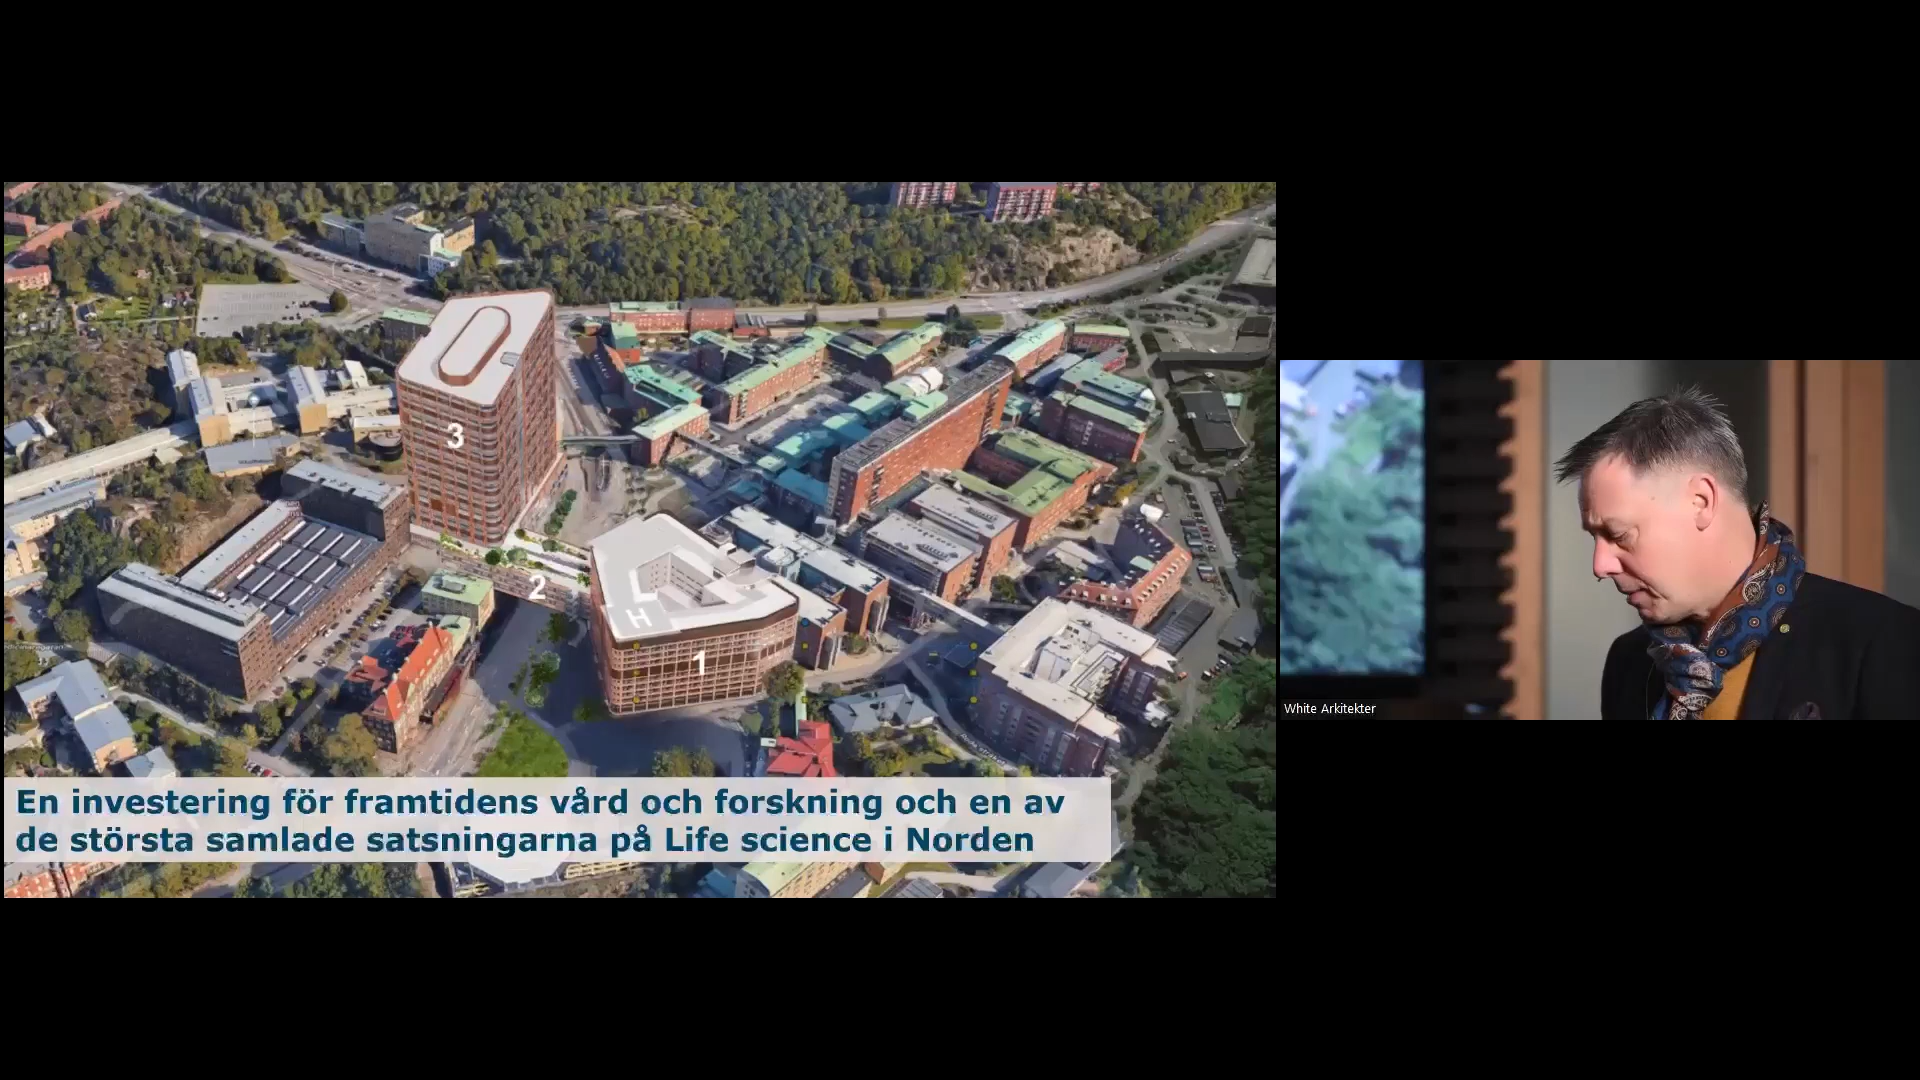 3
2
H
1
En investering för framtidens vård och forskning och en av
de största samlade satsningarna på Life science i Norden
White Arkitekter